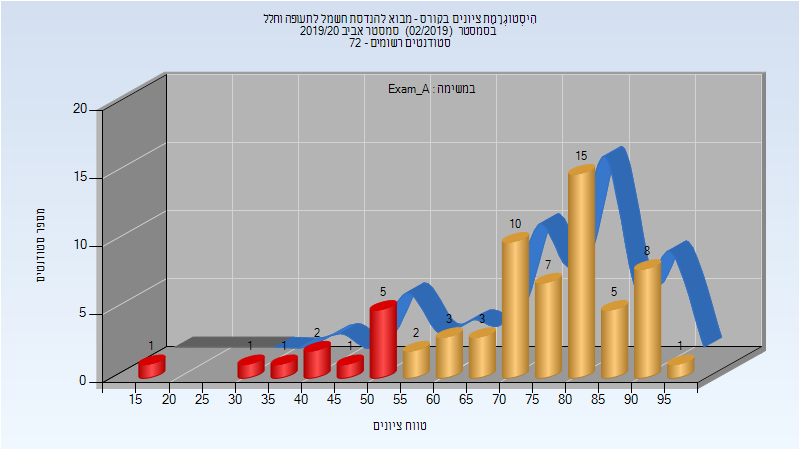 היסטוגרמת ציונים בקורס - מבוא להנדסת חשמל לתעופה וחלל
בסמסטר (02/2019) סמסטר אביב 2019/20
סטודנטים רשומים - 72
במשימה : Exam_A
מספר סטודנטים
20
15
10
5
0
1
1
1
2
1
5
2
3
3
10
7
15
5
8
1
15 20 25 30 35 40 45 50 55 60 65 70 75 80 85 90 95
טווח ציונים